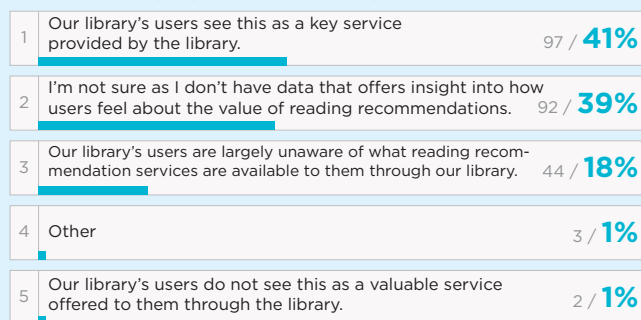 1 Our library's users see this as a key service
provided by the library. 97 / 41%
2 I'm not sure as I don't have data that offers insight into how
users feel about the value of reading recommendations. 92 / 39%
3 Our library's users are largely unaware of what reading recom-
mendation services are available to them through our library. 44 / 18%
4 Other 3 / 1%
5 Our library's users do not see this as a valuable service
offered to them through the library. 2 / 1%